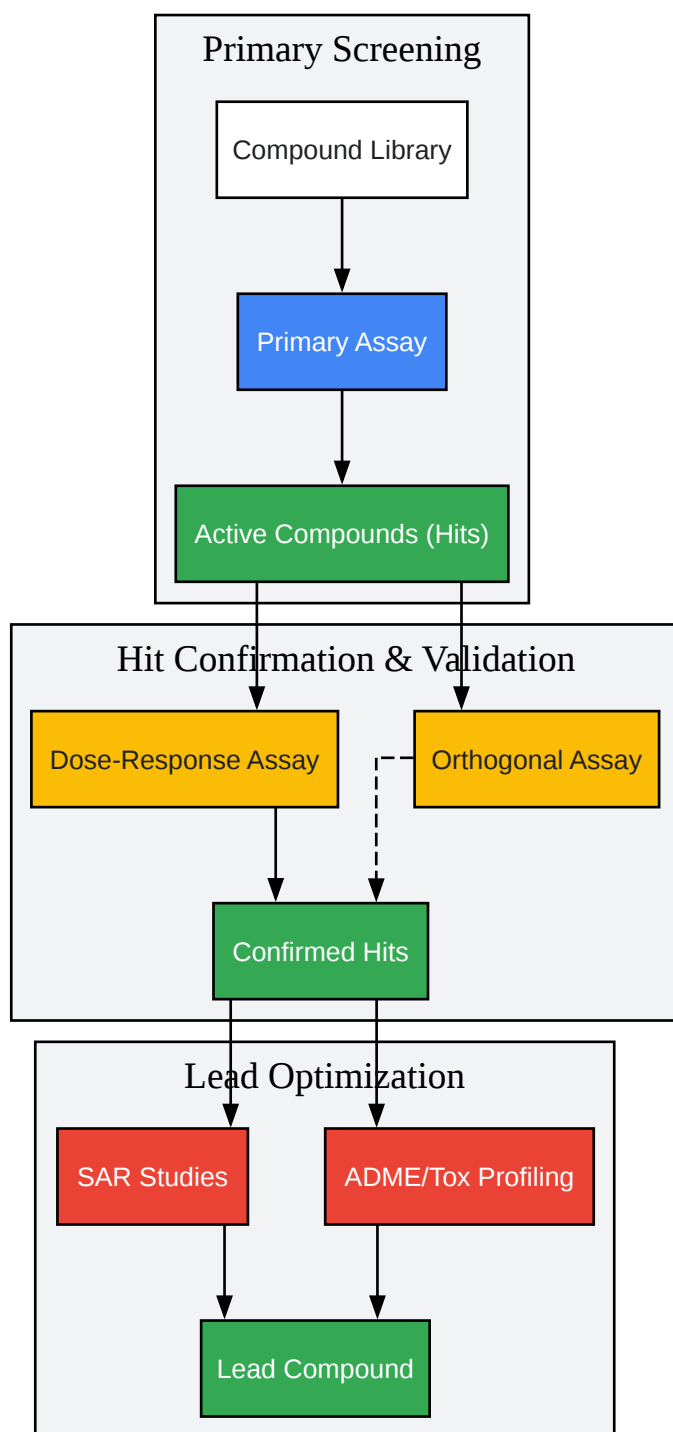 Primary Screening
Compound Library
Primary Assay
Active Compounds (Hits)
Hit Confirmation & Validation
Dose-Response Assay
Orthogonal Assay
Confirmed Hits
Lead Optimization
SAR Studies
ADME/Tox Profiling
Lead Compound